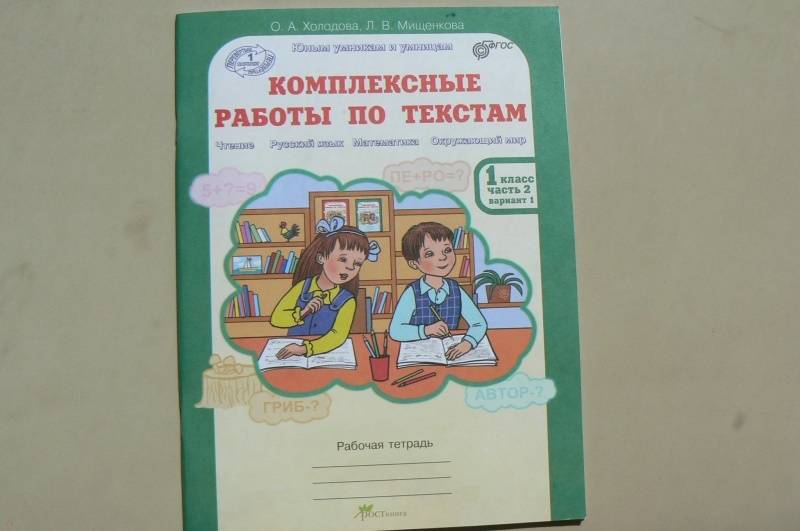 О. А. Холодова, Л. В. Мищенкова
Юным умникам и умницам
ФГОС
1
КОМПЛЕКСНЫЕ
РАБОТЫ ПО ТЕКСТАМ
Чтение Русский язык Математика Окружающий мир
5+?=9
ПЕ+РО=?
1 класс
часть 2
вариант 1
ГРИБ-?
АВТОР-?
Рабочая тетрадь
РОСТкнига